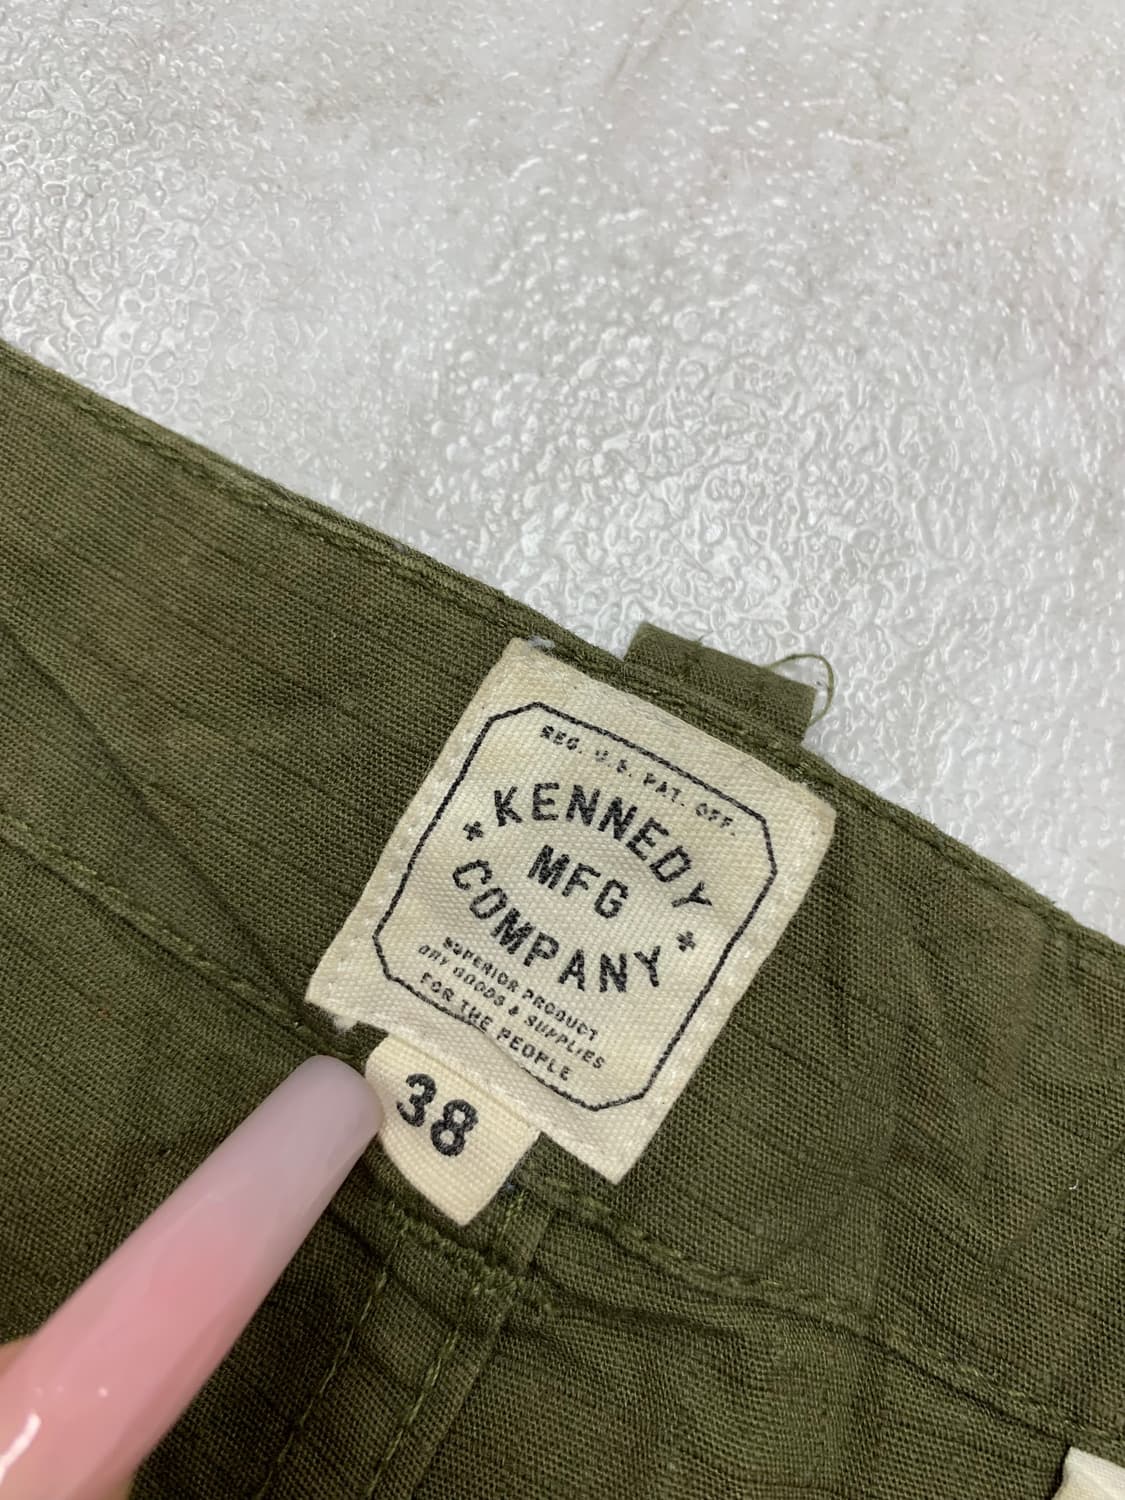 REG. U.S. PAT. OFF.
KENNEDY
MFG
COMPANY
SUPERIOR PRODUCT
DRY GOODS & SUPPLIES
FOR THE PEOPLE
38